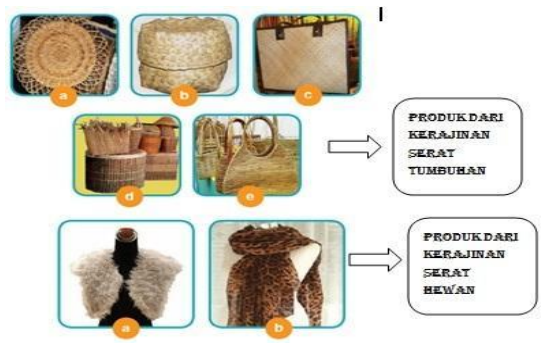 I
a
b
c
d
e
PRODUK DARI
KERAJINAN
SERAT
TUMBUHAN
a
b
PRODUK DARI
KERAJINAN
SERAT
HEWAN